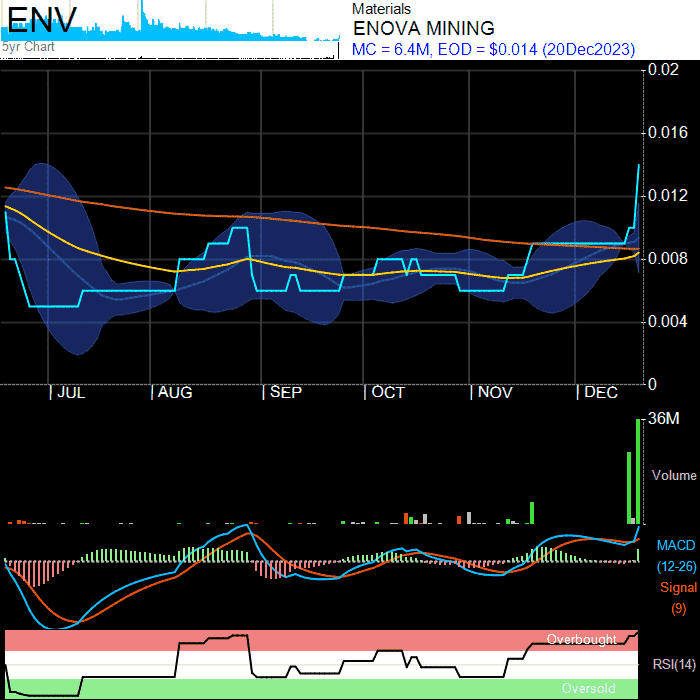 ENV
5yr Chart
Materials
ENOVA MINING
MC = 6.4M, EOD = $0.014 (20Dec2023)
0.02
0.016
0.012
0.008
0.004
0
JUL
AUG
SEP
OCT
NOV
DEC
36M
Volume
MACD
(12-26)
Signal
(9)
Overbought
RSI(14)
Oversold